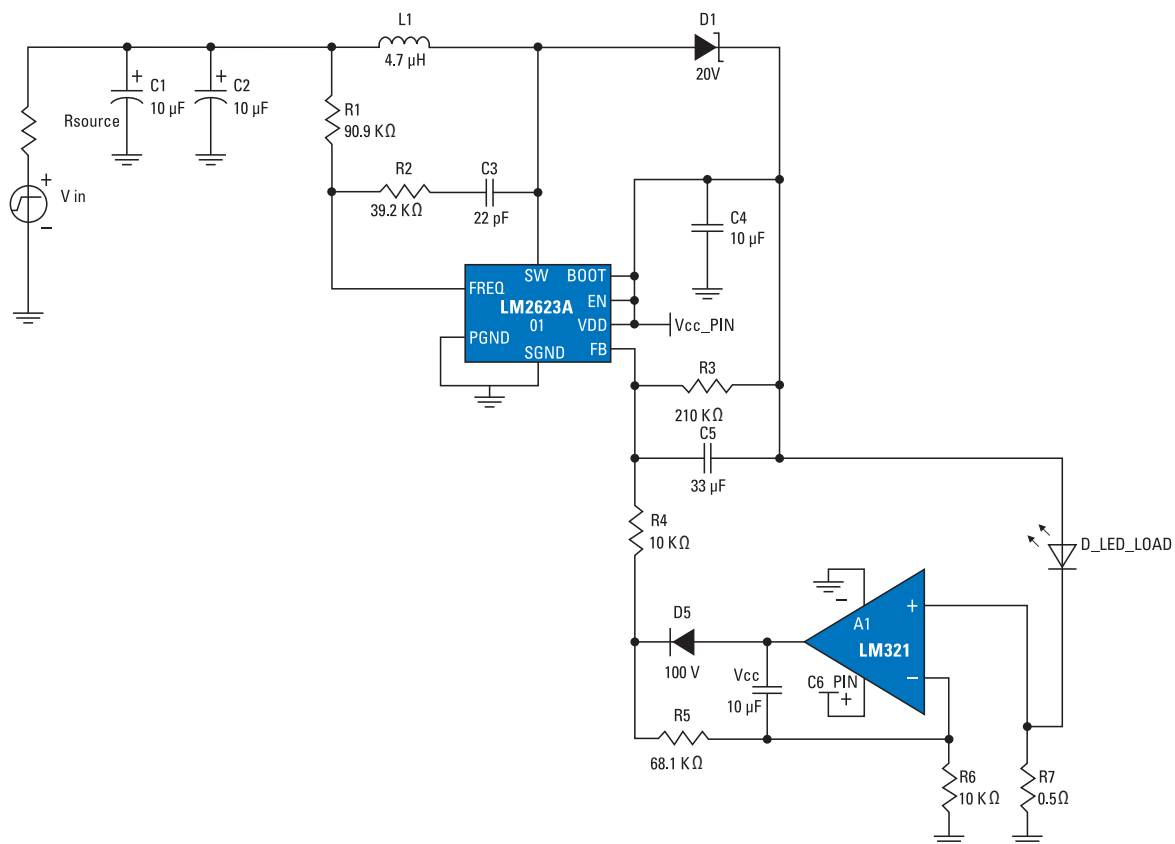 L1
4.7 µH
D1
20V
+
C1
10 µF
+
C2
10 µF
Rsource
R1
90.9 KΩ
R2
39.2 KΩ
C3
22 pF
+
V in
−
C4
10 µF
SW
BOOT
FREQ
EN
LM2623A
01
VDD
Vcc_PIN
PGND
SGND
FB
R3
210 KΩ
C5
33 µF
R4
10 KΩ
D_LED_LOAD
−
+
A1
LM321
D5
100 V
Vcc
10 µF
C6_PIN
+
−
R5
68.1 KΩ
R6
10 KΩ
R7
0.5Ω